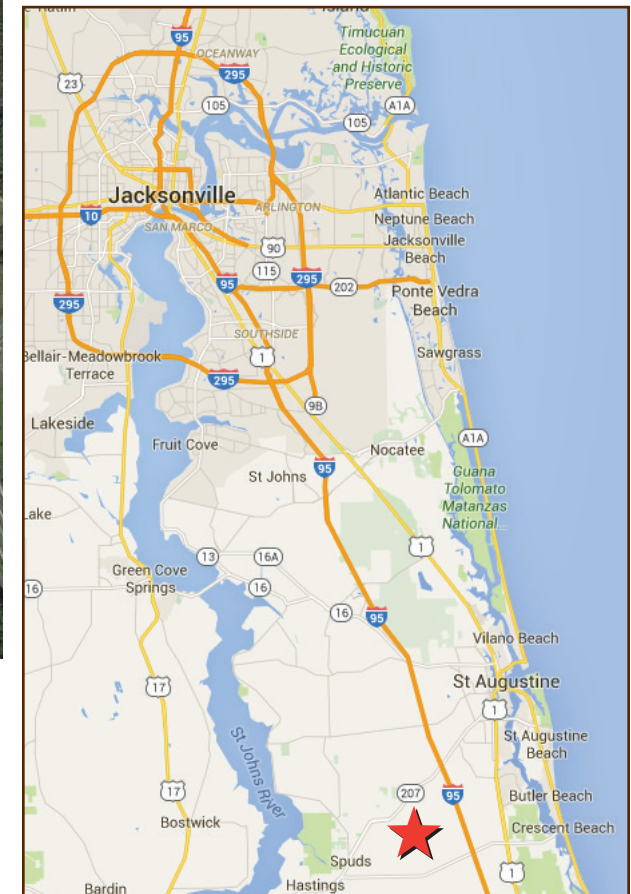 Island
95
OCEANWAY
Timucuan
Ecological
and Historic
Preserve
295
23
105
A1A
105
Jacksonville
Atlantic Beach
ARLINGTON
10
Neptune Beach
SAN MARCO
Jacksonville
Beach
90
115
95
295
202
Ponte Vedra
Beach
295
SOUTHSIDE
1
Sawgrass
Bellair-Meadowbrook
Terrace
295
9B
Lakeside
Fruit Cove
A1A
Nocatee
St Johns
95
Guana
Tolomato
Matanzas
National...
Lake
1
13
16A
Green Cove
Springs
16
16
16
95
Vilano Beach
St Augustine
17
1
St Augustine
Beach
St Johns River
17
207
95
Butler Beach
Bostwick
Crescent Beach
Spuds
1
Bardin
Hastings